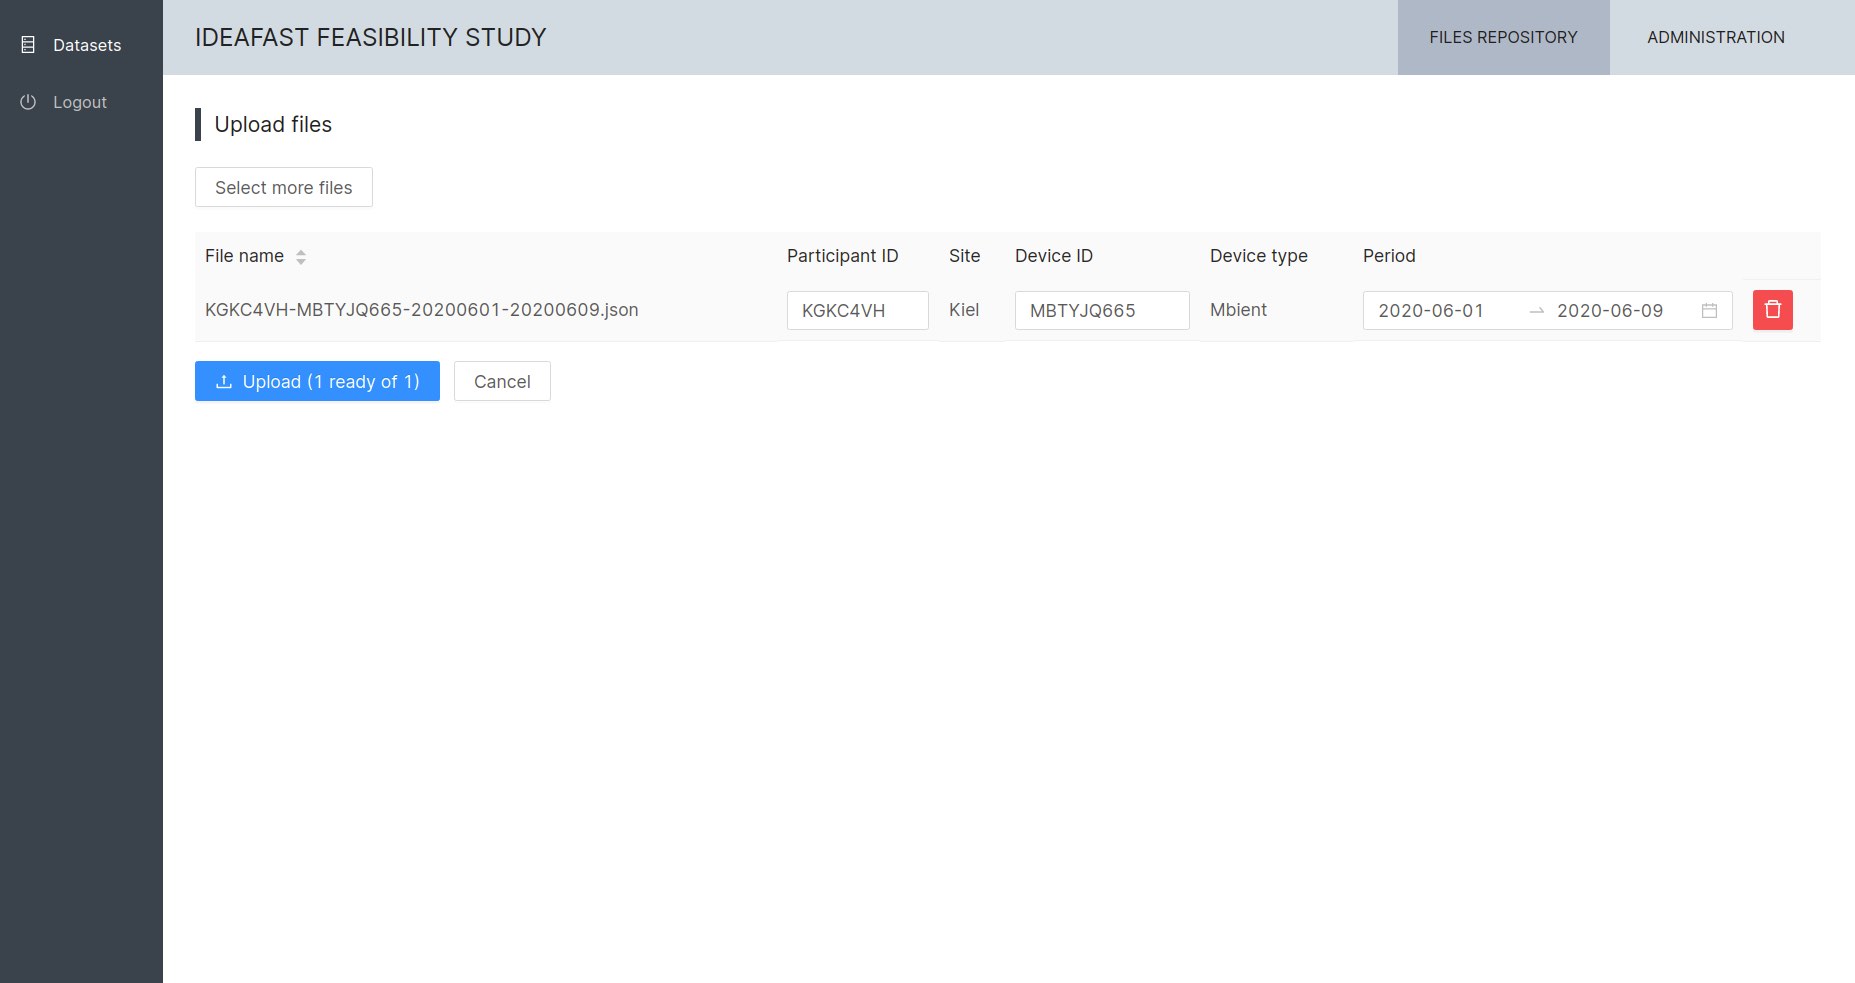 Datasets
Logout
IDEAFAST FEASIBILITY STUDY
FILES REPOSITORY
ADMINISTRATION
Upload files
Select more files
File name Participant ID Site Device ID Device type Period
KGKC4VH-MBTYJQ665-20200601-20200609.json KGKC4VH Kiel MBTYJQ665 Mbient 2020-06-01 2020-06-09
Upload (1 ready of 1) Cancel